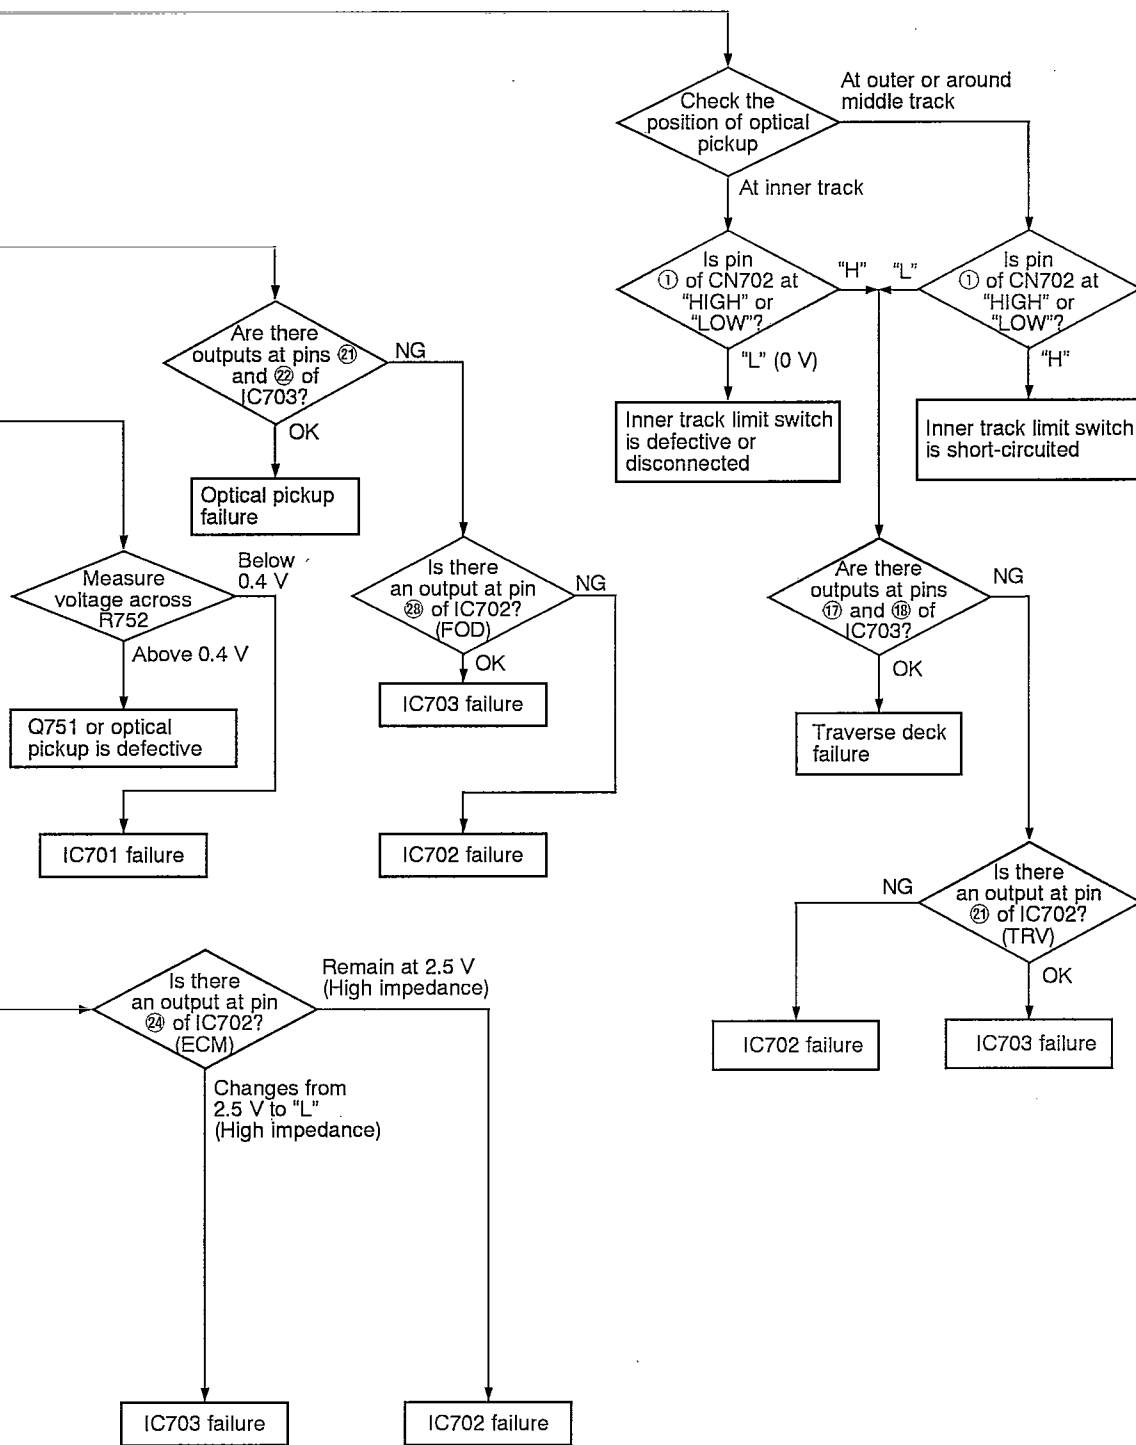 Check the
position of optical
pickup
At outer or around
middle track
At inner track
Is pin
① of CN702 at
"HIGH" or
"LOW"?
"H"
"L"
Is pin
① of CN702 at
"HIGH" or
"LOW"?
"L" (0 V)
"H"
Inner track limit switch
is defective or
disconnected
Inner track limit switch
is short-circuited
Are there
outputs at pins ㉑
and ㉒ of
IC703?
NG
OK
Optical pickup
failure
Measure
voltage across
R752
Below
0.4 V
Above 0.4 V
Q751 or optical
pickup is defective
IC701 failure
Is there
an output at pin
㉘ of IC702?
(FOD)
NG
OK
IC703 failure
IC702 failure
Are there
outputs at pins
⑰ and ⑱ of
IC703?
NG
OK
Traverse deck
failure
Is there
an output at pin
㉑ of IC702?
(TRV)
NG
OK
IC702 failure
IC703 failure
Is there
an output at pin
㉔ of IC702?
(ECM)
Remain at 2.5 V
(High impedance)
Changes from
2.5 V to "L"
(High impedance)
IC703 failure
IC702 failure